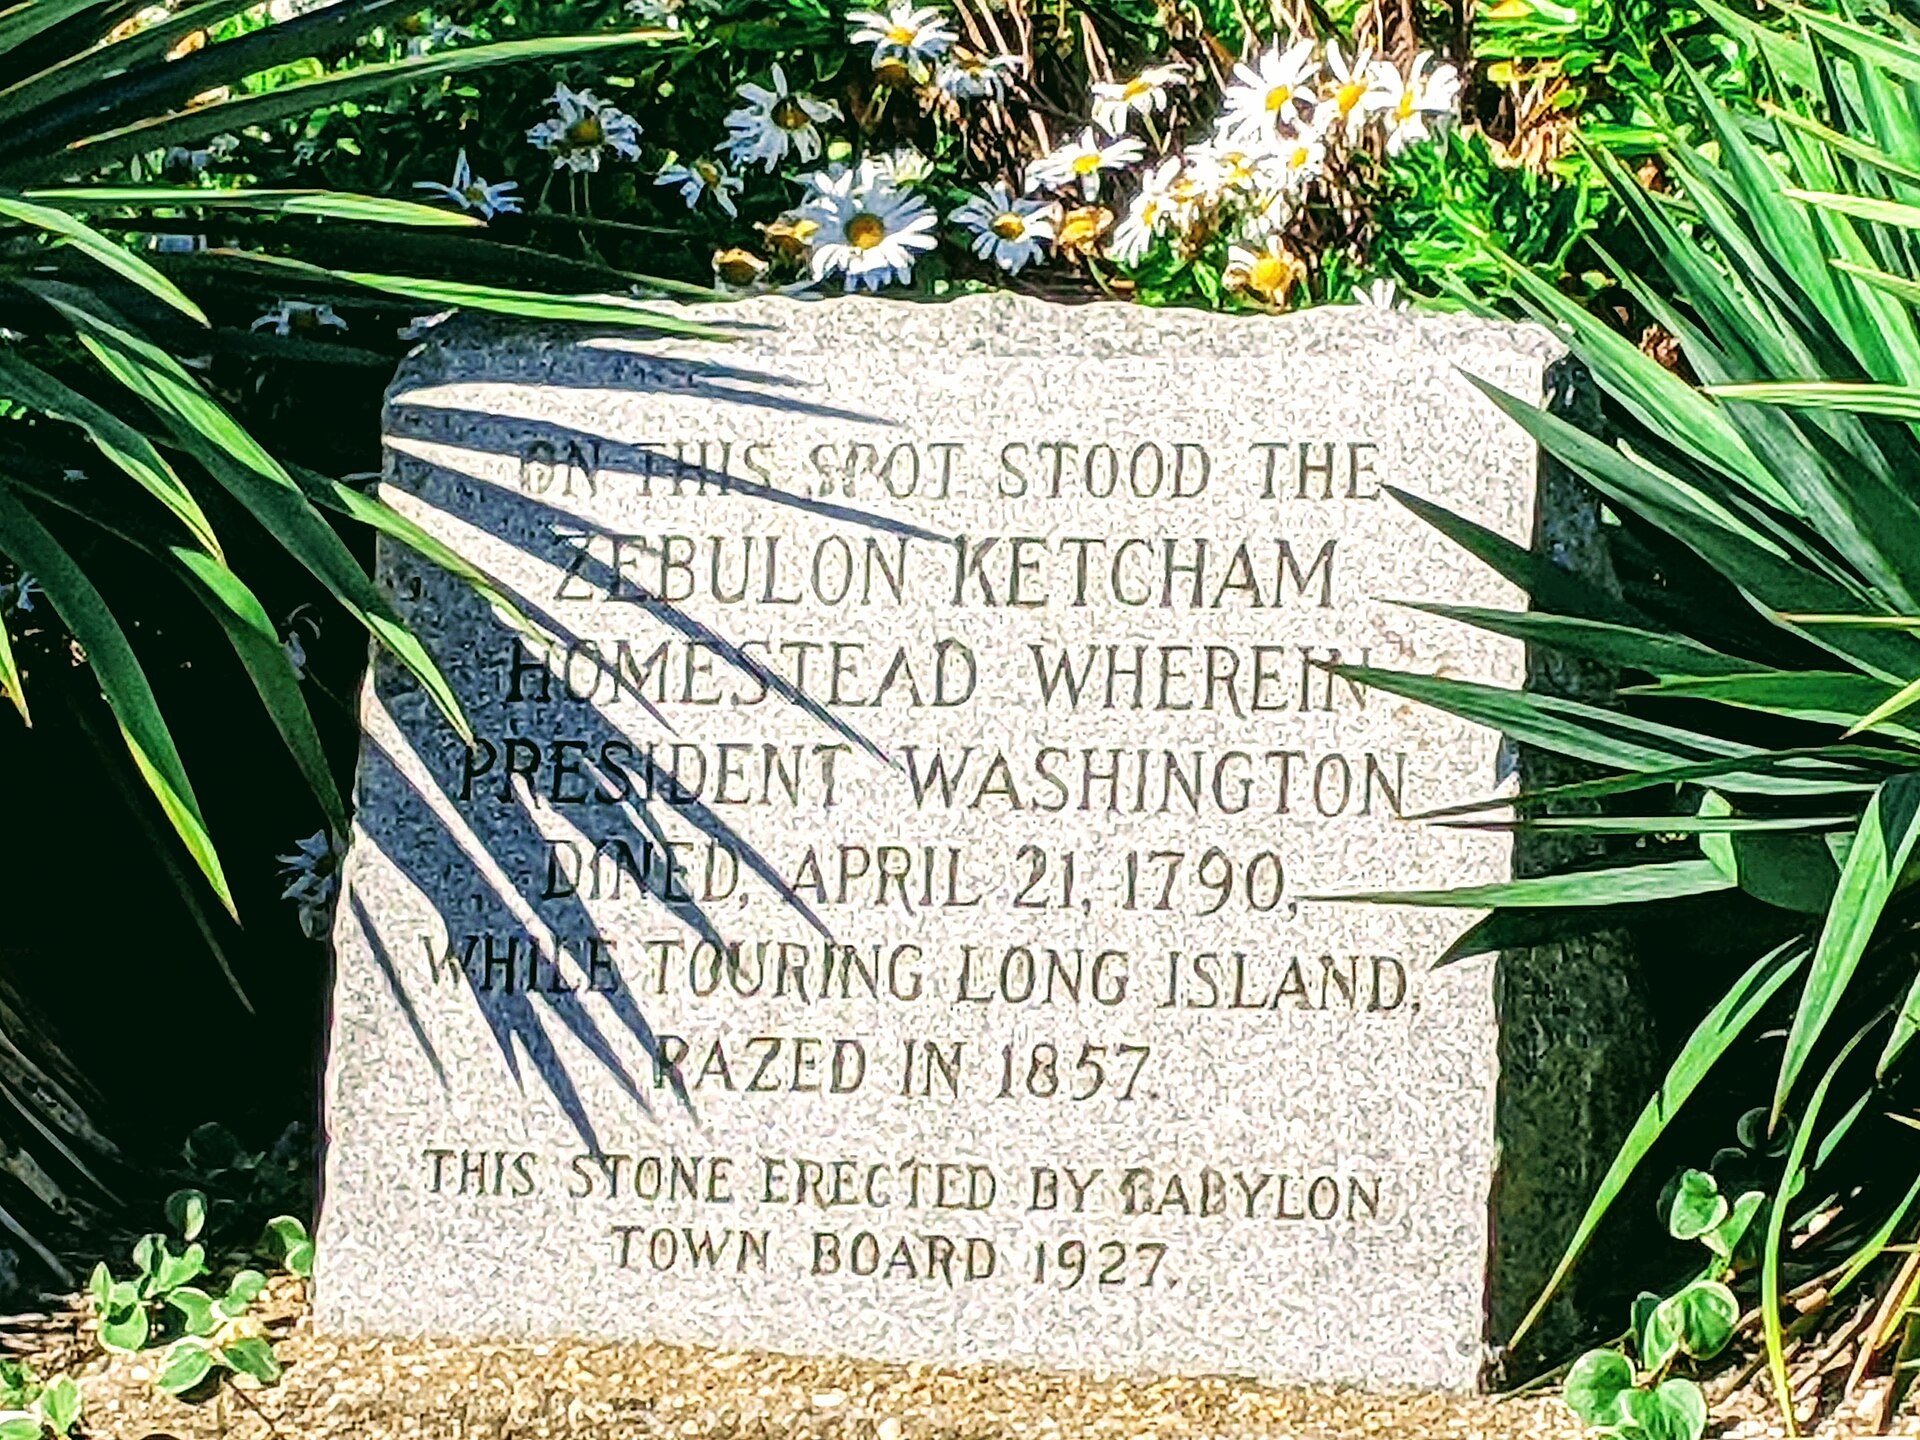 ON THIS SPOT STOOD THE
ZEBULON KETCHAM
HOMESTEAD WHEREIN
PRESIDENT WASHINGTON
DINED, APRIL 21, 1790,
WHILE TOURING LONG ISLAND,
RAZED IN 1857.
THIS STONE ERECTED BY BABYLON
TOWN BOARD 1927.